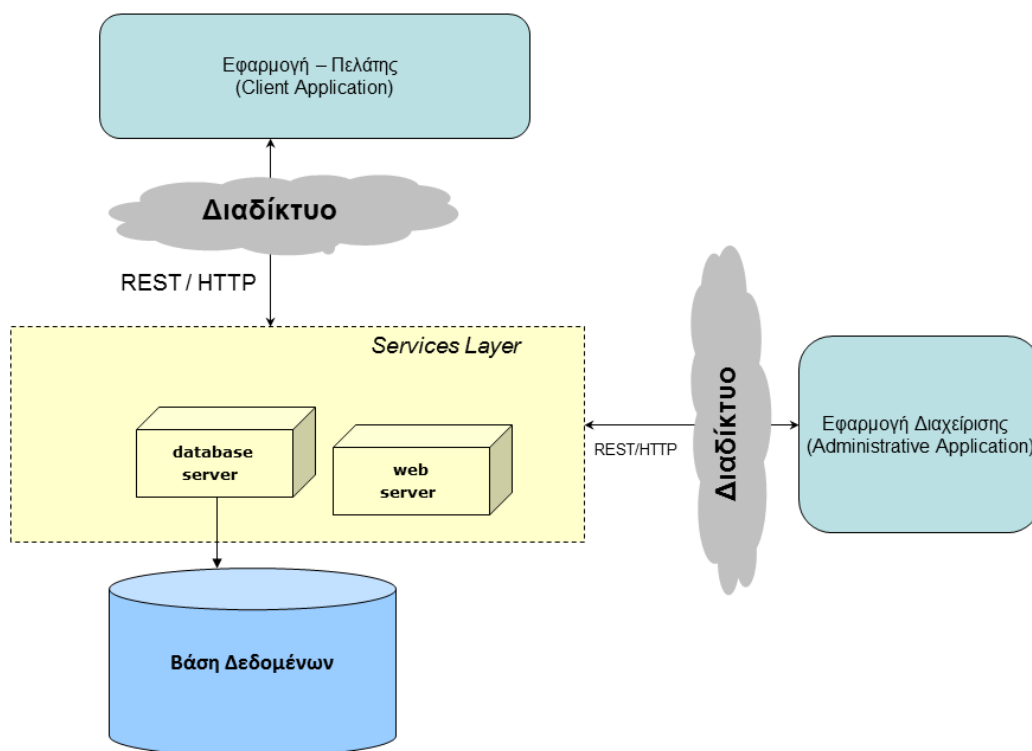 Εφαρμογή – Πελάτης
(Client Application)
Διαδίκτυο
REST / HTTP
Services Layer
database
server
web
server
REST/HTTP
Διαδίκτυο
Εφαρμογή Διαχείρισης
(Administrative Application)
Βάση Δεδομένων